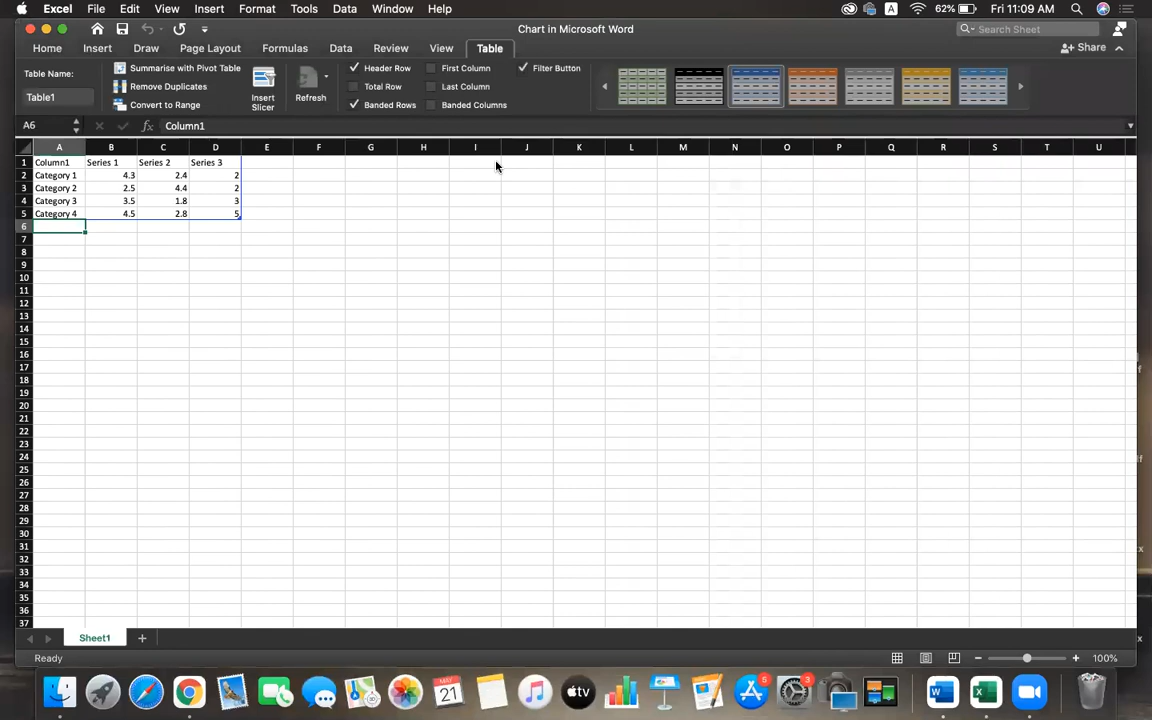 Excel File Edit View Insert Format Tools Data Window Help A 62% Fri 11:09 AM
Chart in Microsoft Word Search Sheet
Home Insert Draw Page Layout Formulas Data Review View Table Share
Table Name: Summarise with Pivot Table Header Row First Column Filter Button
Remove Duplicates Insert Slicer Refresh Total Row Last Column
Table1 Convert to Range Banded Rows Banded Columns
A6 fx Column1
A B C D E F G H I J K L M N O P Q R S T U
1 Column1 Series 1 Series 2 Series 3
2 Category 1 4.3 2.4 2
3 Category 2 2.5 4.4 2
4 Category 3 3.5 1.8 3
5 Category 4 4.5 2.8 5
6
7
8
9
10
11
12
13
14
15
16
17
18
19
20
21
22
23
24
25
26
27
28
29
30
31
32
33
34
35
36
37
Sheet1
Ready 100%
MAY 21 tv 5 3 W X